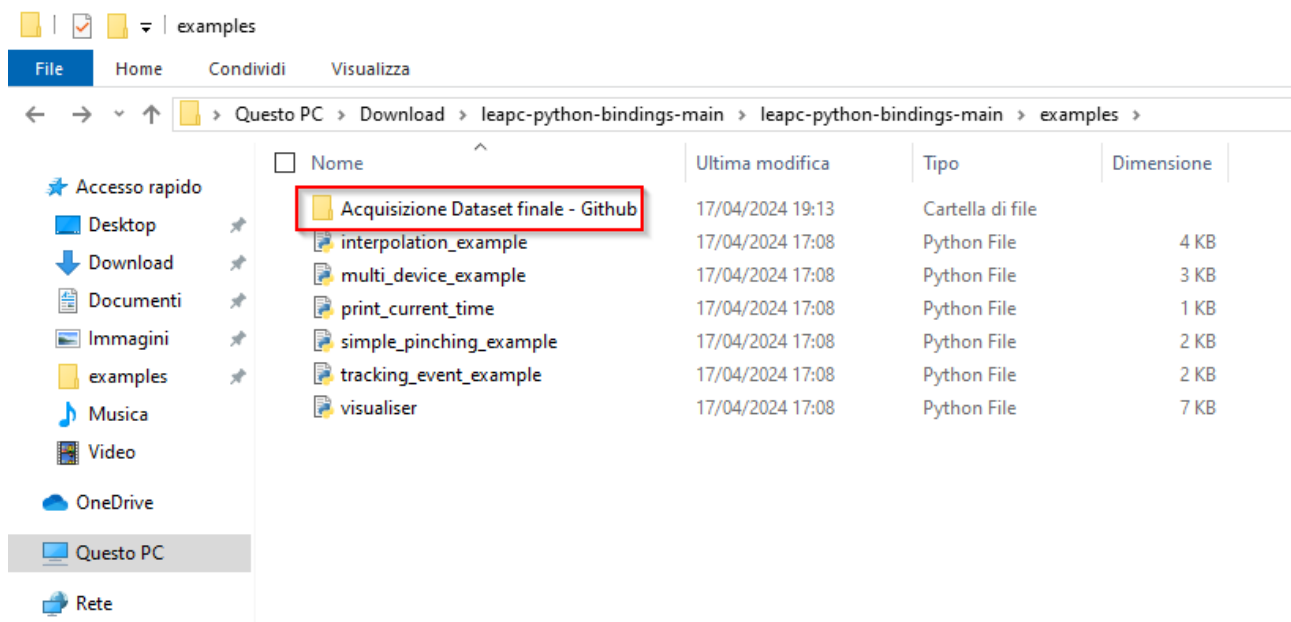 examples
File Home Condividi Visualizza
Questo PC > Download > leapc-python-bindings-main > leapc-python-bindings-main > examples >
Nome Ultima modifica Tipo Dimensione
Accesso rapido
Desktop
Download
Documenti
Immagini
examples
Musica
Video
OneDrive
Questo PC
Rete
Acquisizione Dataset finale - Github 17/04/2024 19:13 Cartella di file
interpolation_example 17/04/2024 17:08 Python File 4 KB
multi_device_example 17/04/2024 17:08 Python File 3 KB
print_current_time 17/04/2024 17:08 Python File 1 KB
simple_pinching_example 17/04/2024 17:08 Python File 2 KB
tracking_event_example 17/04/2024 17:08 Python File 2 KB
visualiser 17/04/2024 17:08 Python File 7 KB